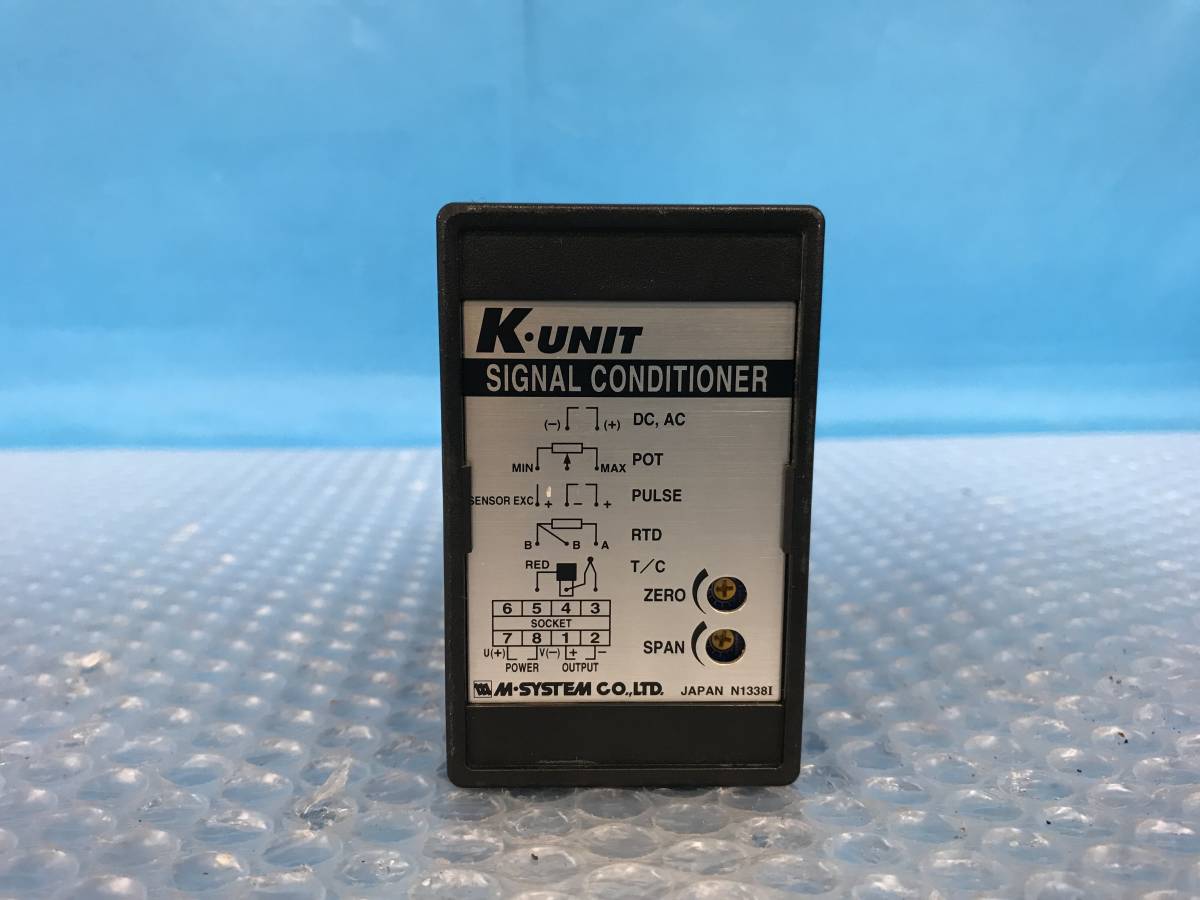 K·UNIT
SIGNAL CONDITIONER
(−) (+) DC, AC
MIN MAX POT
SENSOR EXC + − + PULSE
B B A RTD
RED T/C
ZERO
6 5 4 3
SOCKET
7 8 1 2
SPAN
U(+) V(−) + −
POWER OUTPUT
M·SYSTEM CO.,LTD. JAPAN N1338I